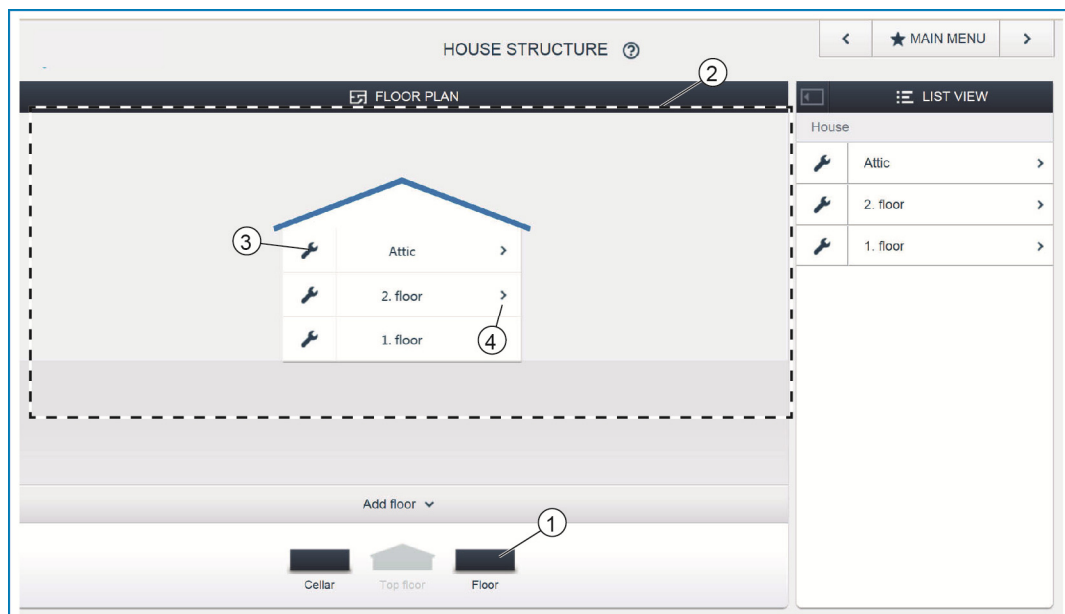 HOUSE STRUCTURE ?
MAIN MENU
2
FLOOR PLAN
LIST VIEW
House
Attic
2. floor
1. floor
3
Attic
2. floor
1. floor
4
Add floor
1
Cellar
Top floor
Floor